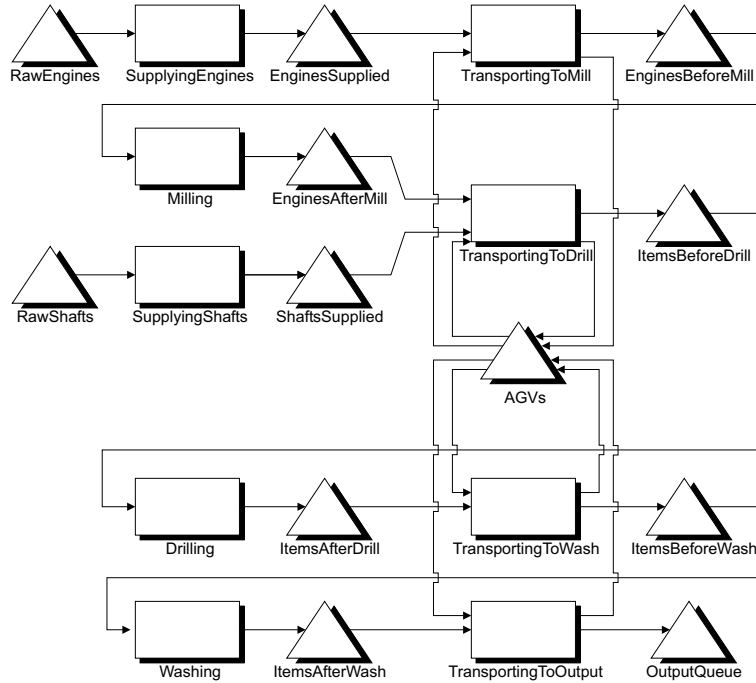 RawEngines
SupplyingEngines
EnginesSupplied
TransportingToMill
EnginesBeforeMill
Milling
EnginesAfterMill
TransportingToDrill
ItemsBeforeDrill
RawShafts
SupplyingShafts
ShaftsSupplied
AGVs
Drilling
ItemsAfterDrill
TransportingToWash
ItemsBeforeWash
Washing
ItemsAfterWash
TransportingToOutput
OutputQueue